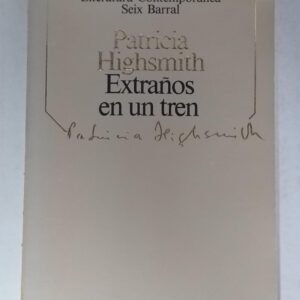 Literatura Contemporánea
Seix Barral
Patricia
Highsmith
Extraños
en un tren
Patricia Highsmith